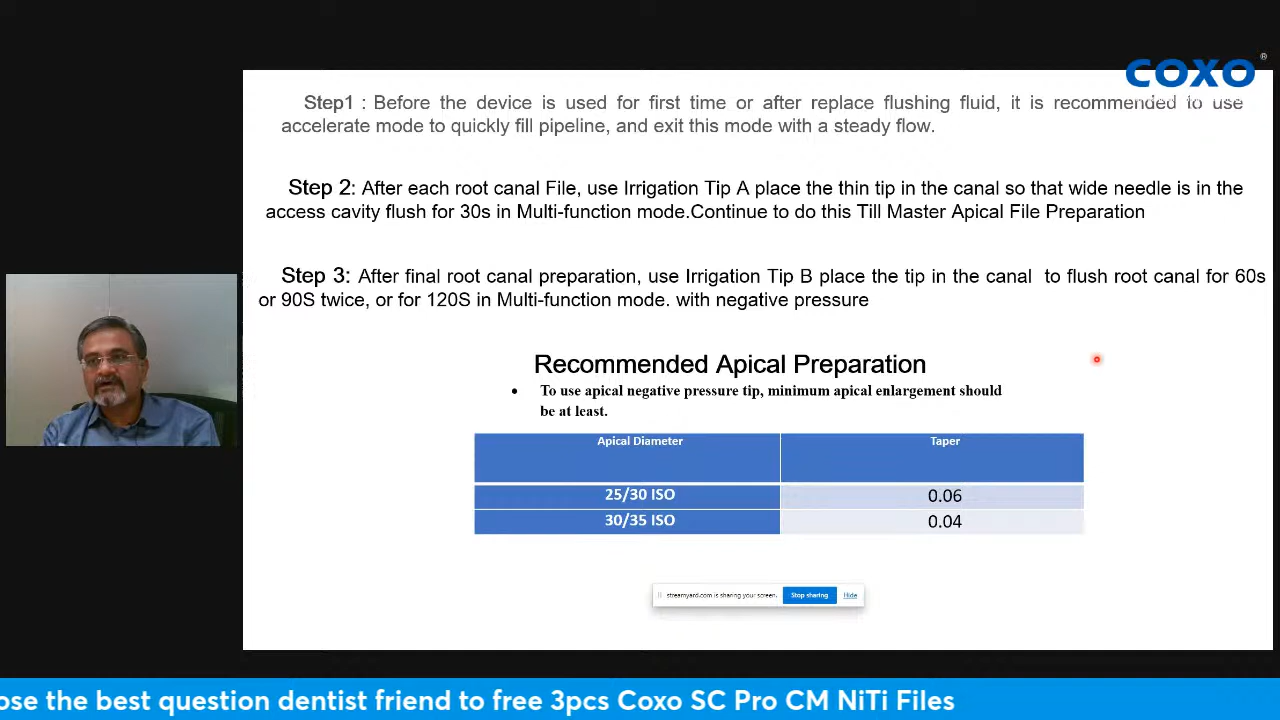 COXO
®
Step1 : Before the device is used for first time or after replace flushing fluid, it is recommended to use
accelerate mode to quickly fill pipeline, and exit this mode with a steady flow.
Step 2: After each root canal File, use Irrigation Tip A place the thin tip in the canal so that wide needle is in the
access cavity flush for 30s in Multi-function mode.Continue to do this Till Master Apical File Preparation
Step 3: After final root canal preparation, use Irrigation Tip B place the tip in the canal to flush root canal for 60s
or 90S twice, or for 120S in Multi-function mode. with negative pressure
Recommended Apical Preparation
• To use apical negative pressure tip, minimum apical enlargement should
be at least.
Apical Diameter Taper
25/30 ISO 0.06
30/35 ISO 0.04
streamyard.com is sharing your screen. Stop sharing Hide
ose the best question dentist friend to free 3pcs Coxo SC Pro CM NiTi Files